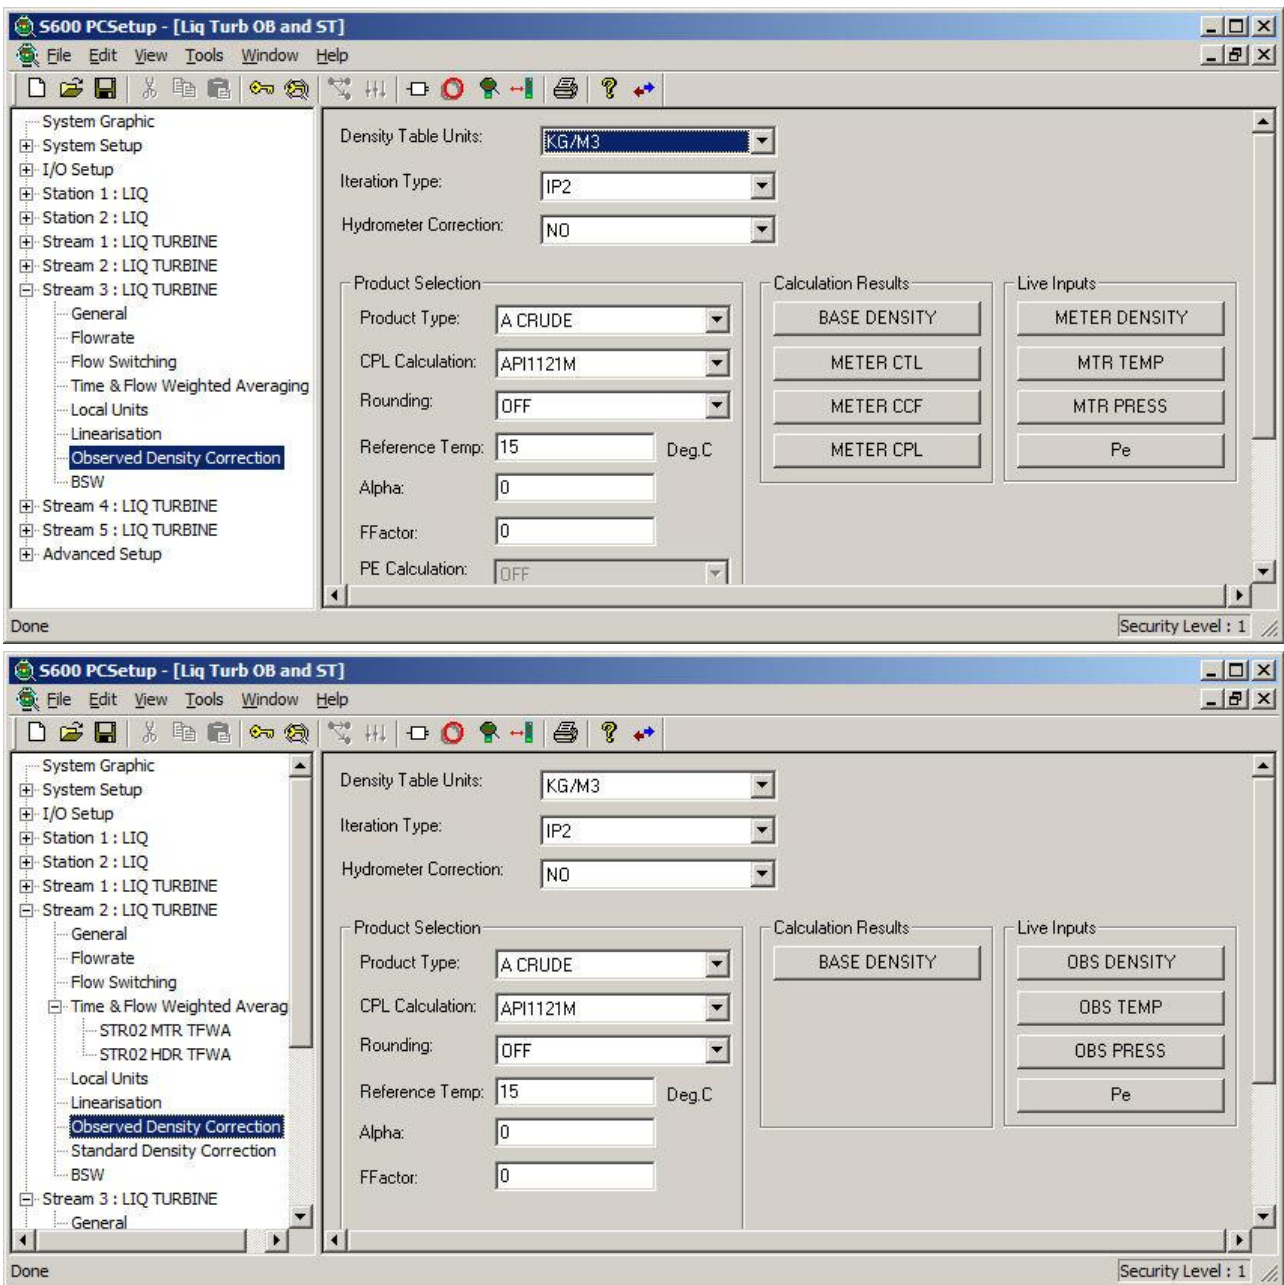 S600 PCSetup - [Liq Turb OB and ST]
File Edit View Tools Window Help
System Graphic
System Setup
I/O Setup
Station 1 : LIQ
Station 2 : LIQ
Stream 1 : LIQ TURBINE
Stream 2 : LIQ TURBINE
Stream 3 : LIQ TURBINE
General
Flowrate
Flow Switching
Time & Flow Weighted Averaging
Local Units
Linearisation
Observed Density Correction
BSW
Stream 4 : LIQ TURBINE
Stream 5 : LIQ TURBINE
Advanced Setup
Density Table Units: KG/M3
Iteration Type: IP2
Hydrometer Correction: NO
Product Selection
Product Type: A CRUDE
CPL Calculation: API1121M
Rounding: OFF
Reference Temp: 15 Deg.C
Alpha: 0
FFactor: 0
PE Calculation: OFF
Calculation Results
BASE DENSITY
METER CTL
METER CCF
METER CPL
Live Inputs
METER DENSITY
MTR TEMP
MTR PRESS
Pe
Done Security Level : 1
S600 PCSetup - [Liq Turb OB and ST]
File Edit View Tools Window Help
System Graphic
System Setup
I/O Setup
Station 1 : LIQ
Station 2 : LIQ
Stream 1 : LIQ TURBINE
Stream 2 : LIQ TURBINE
General
Flowrate
Flow Switching
Time & Flow Weighted Averag
STR02 MTR TFWA
STR02 HDR TFWA
Local Units
Linearisation
Observed Density Correction
Standard Density Correction
BSW
Stream 3 : LIQ TURBINE
General
Density Table Units: KG/M3
Iteration Type: IP2
Hydrometer Correction: NO
Product Selection
Product Type: A CRUDE
CPL Calculation: API1121M
Rounding: OFF
Reference Temp: 15 Deg.C
Alpha: 0
FFactor: 0
Calculation Results
BASE DENSITY
Live Inputs
OBS DENSITY
OBS TEMP
OBS PRESS
Pe
Done Security Level : 1